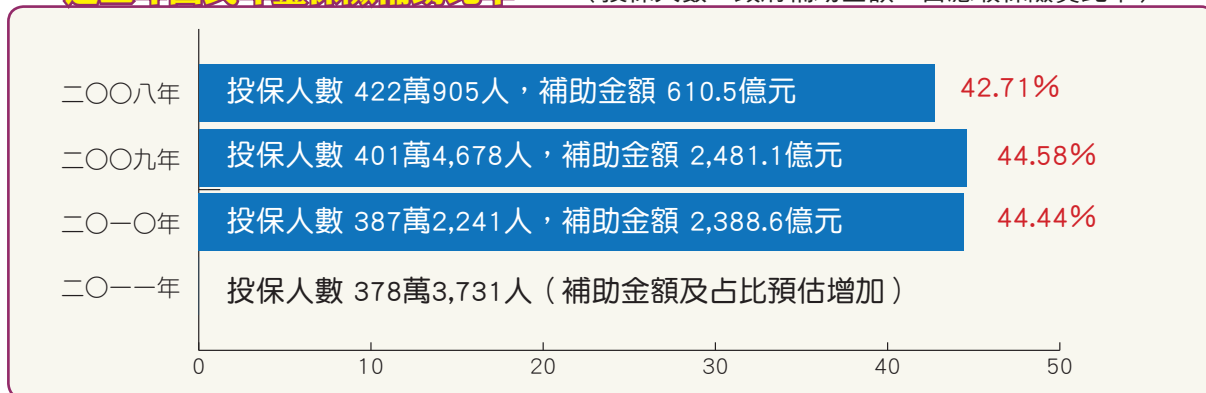 二〇〇八年 投保人數 422萬905人，補助金額 610.5億元 42.71%
二〇〇九年 投保人數 401萬4,678人，補助金額 2,481.1億元 44.58%
二〇一〇年 投保人數 387萬2,241人，補助金額 2,388.6億元 44.44%
二〇一一年 投保人數 378萬3,731人（補助金額及占比預估增加）
0 10 20 30 40 50